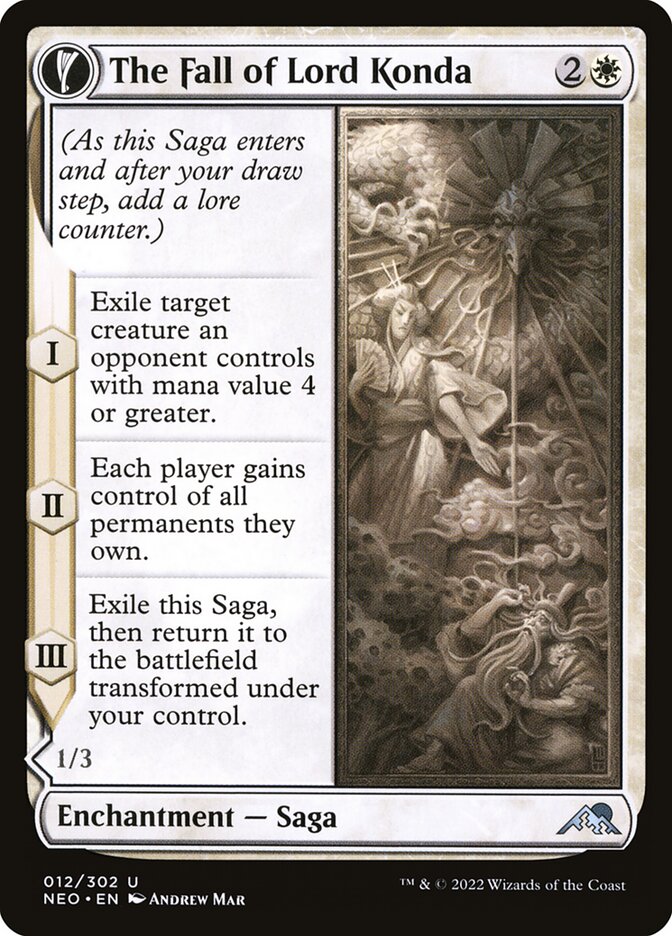 The Fall of Lord Konda 2
(As this Saga enters
and after your draw
step, add a lore
counter.)
I
Exile target
creature an
opponent controls
with mana value 4
or greater.
II
Each player gains
control of all
permanents they
own.
III
Exile this Saga,
then return it to
the battlefield
transformed under
your control.
1/3
Enchantment — Saga
012/302 U
NEO • EN Andrew Mar
™ & © 2022 Wizards of the Coast